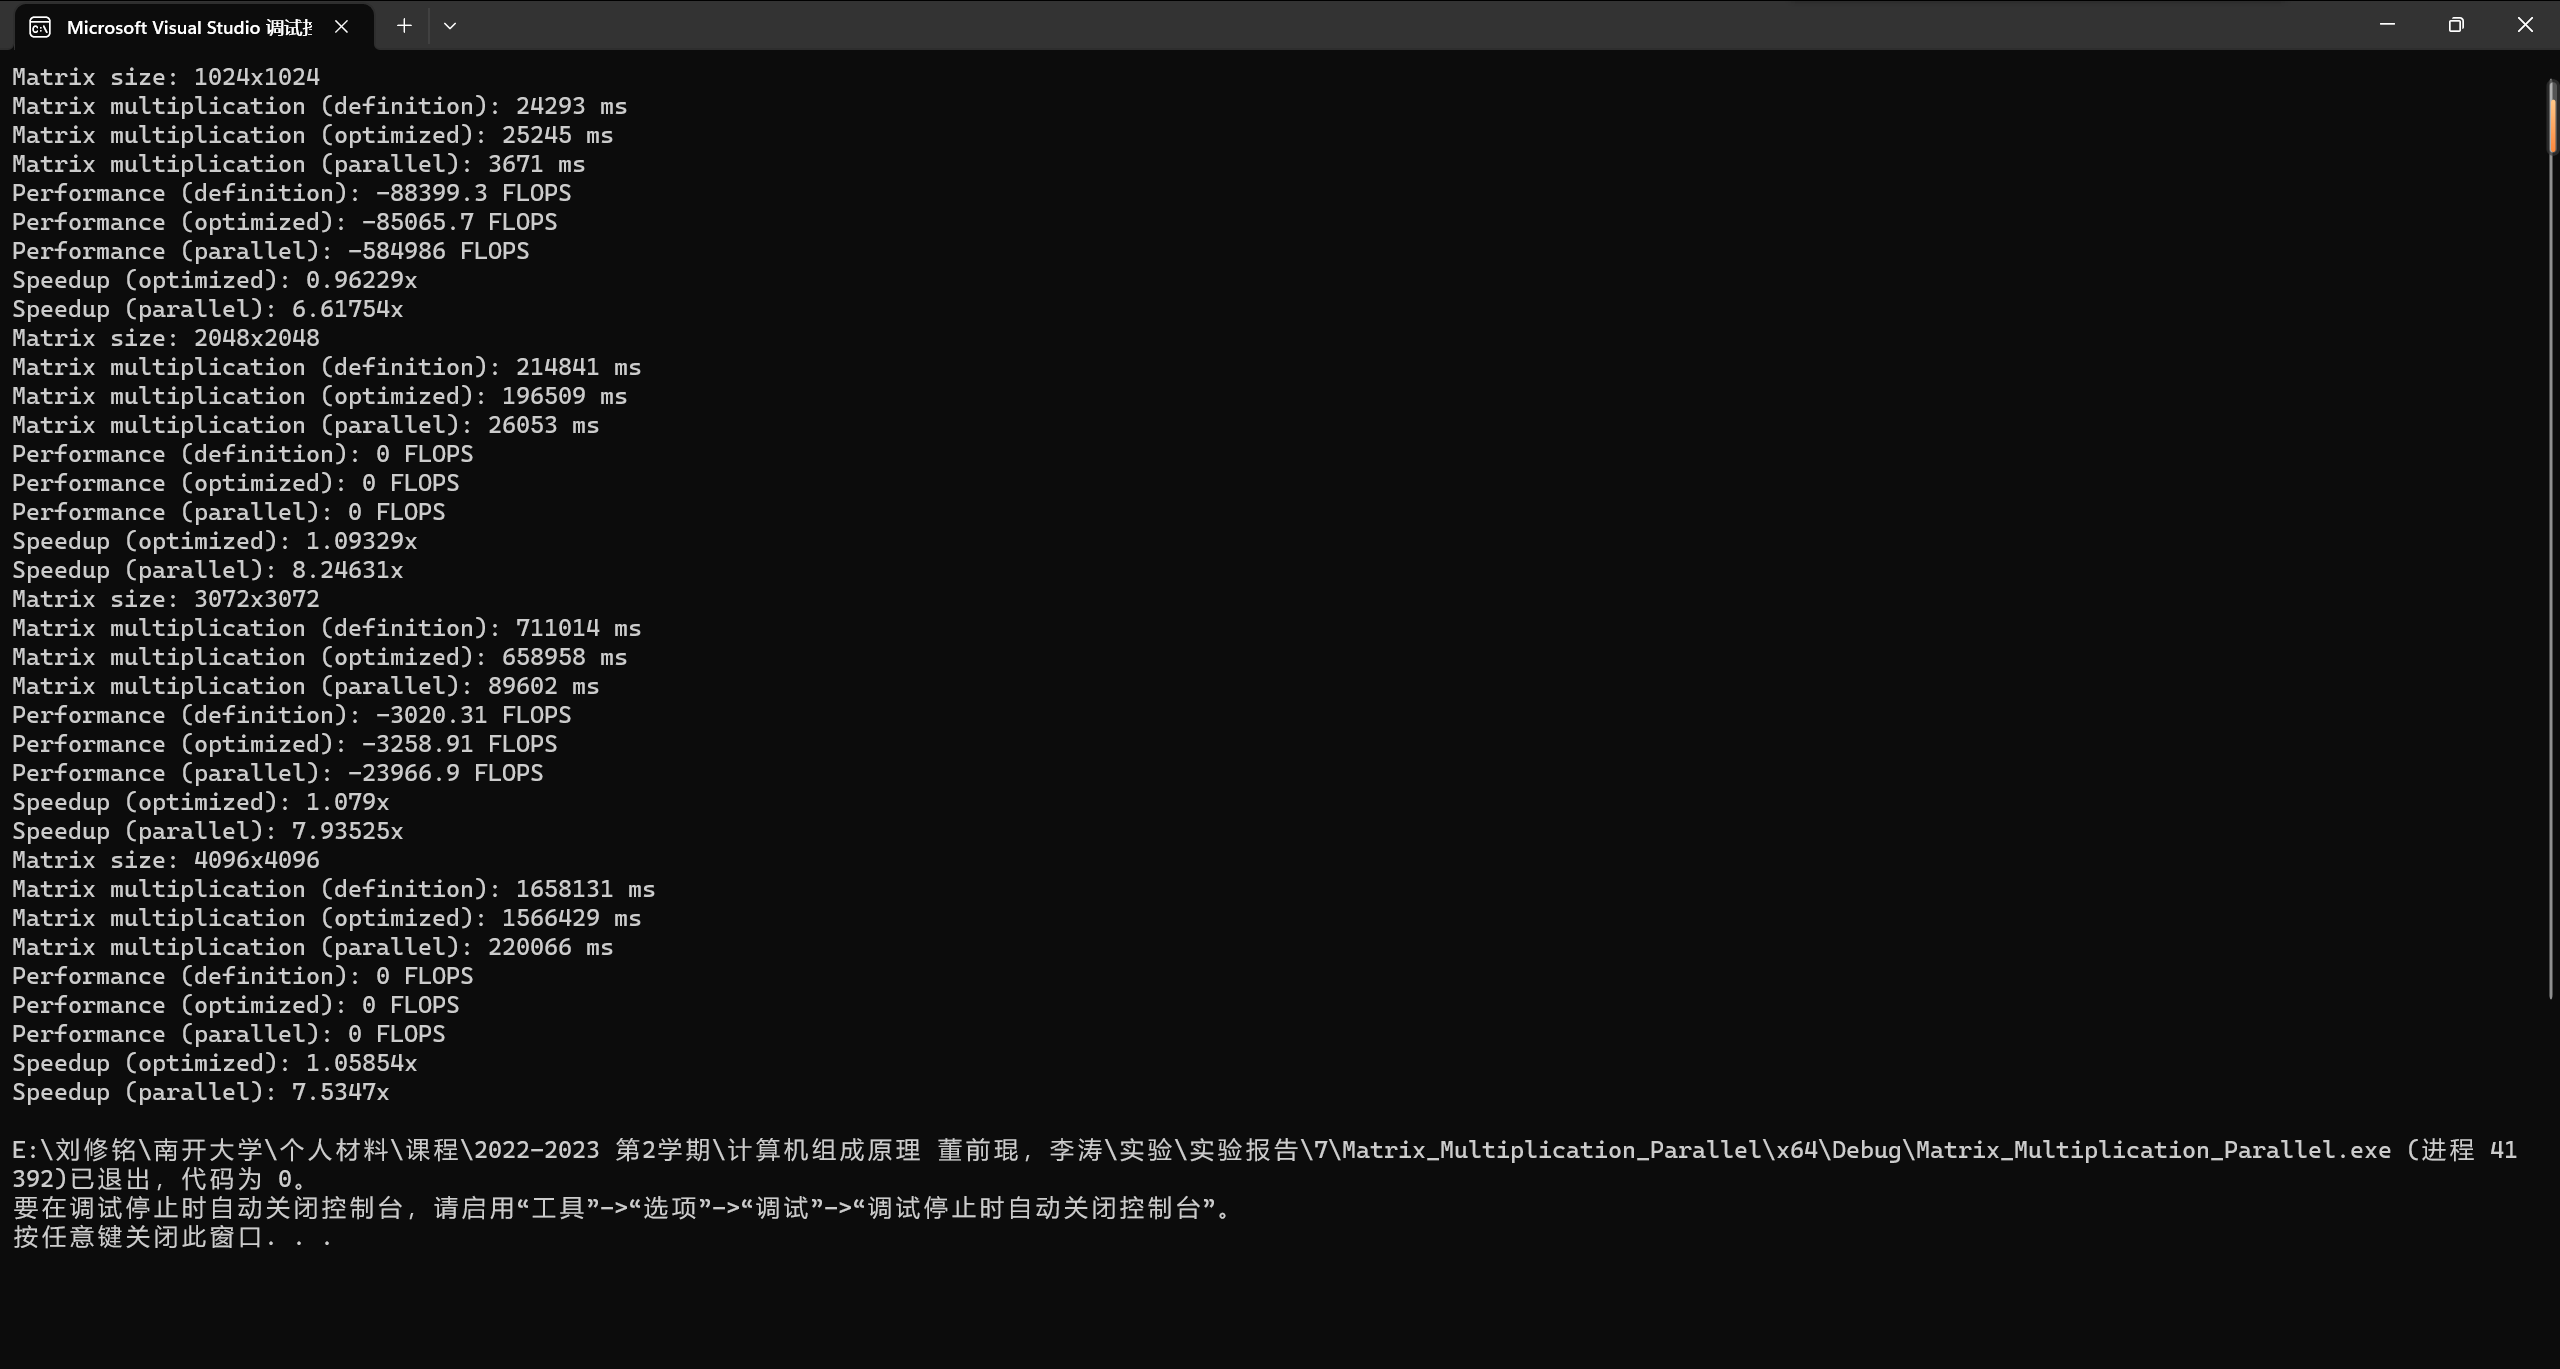 Microsoft Visual Studio 调试
Matrix size: 1024x1024
Matrix multiplication (definition): 24293 ms
Matrix multiplication (optimized): 25245 ms
Matrix multiplication (parallel): 3671 ms
Performance (definition): -88399.3 FLOPS
Performance (optimized): -85065.7 FLOPS
Performance (parallel): -584986 FLOPS
Speedup (optimized): 0.96229x
Speedup (parallel): 6.61754x
Matrix size: 2048x2048
Matrix multiplication (definition): 214841 ms
Matrix multiplication (optimized): 196509 ms
Matrix multiplication (parallel): 26053 ms
Performance (definition): 0 FLOPS
Performance (optimized): 0 FLOPS
Performance (parallel): 0 FLOPS
Speedup (optimized): 1.09329x
Speedup (parallel): 8.24631x
Matrix size: 3072x3072
Matrix multiplication (definition): 711014 ms
Matrix multiplication (optimized): 658958 ms
Matrix multiplication (parallel): 89602 ms
Performance (definition): -3020.31 FLOPS
Performance (optimized): -3258.91 FLOPS
Performance (parallel): -23966.9 FLOPS
Speedup (optimized): 1.079x
Speedup (parallel): 7.93525x
Matrix size: 4096x4096
Matrix multiplication (definition): 1658131 ms
Matrix multiplication (optimized): 1566429 ms
Matrix multiplication (parallel): 220066 ms
Performance (definition): 0 FLOPS
Performance (optimized): 0 FLOPS
Performance (parallel): 0 FLOPS
Speedup (optimized): 1.05854x
Speedup (parallel): 7.5347x
E:\刘修铭\南开大学\个人材料\课程\2022-2023 第2学期\计算机组成原理 董前琨，李涛\实验\实验报告\7\Matrix_Multiplication_Parallel\x64\Debug\Matrix_Multiplication_Parallel.exe (进程 41
392)已退出，代码为 0。
要在调试停止时自动关闭控制台，请启用“工具”->“选项”->“调试”->“调试停止时自动关闭控制台”。
按任意键关闭此窗口. . .